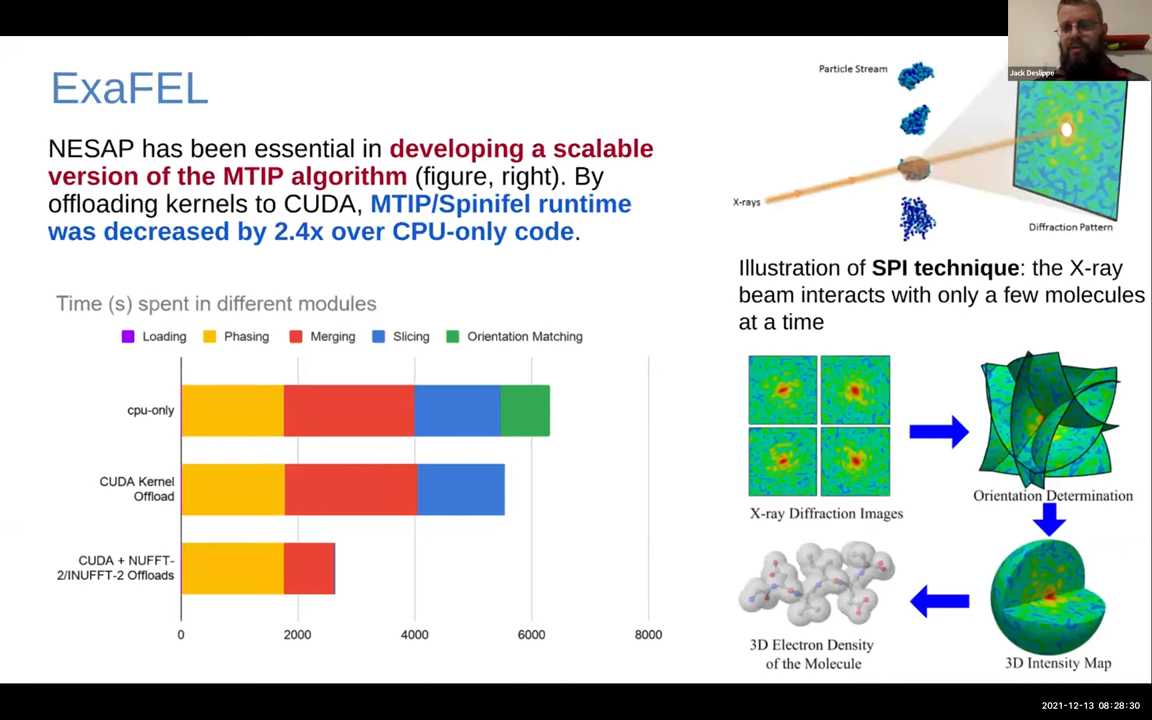 ExaFEL
NESAP has been essential in developing a scalable
version of the MTIP algorithm (figure, right). By
offloading kernels to CUDA, MTIP/Spinifel runtime
was decreased by 2.4x over CPU-only code.
Time (s) spent in different modules
Loading Phasing Merging Slicing Orientation Matching
cpu-only
CUDA Kernel
Offload
CUDA + NUFFT-
2/INUFFT-2 Offloads
0 2000 4000 6000 8000
Jack Deslippe
Particle Stream
X-rays
Diffraction Pattern
Illustration of SPI technique: the X-ray
beam interacts with only a few molecules
at a time
X-ray Diffraction Images
Orientation Determination
3D Electron Density
of the Molecule
3D Intensity Map
2021-12-13 08:28:30